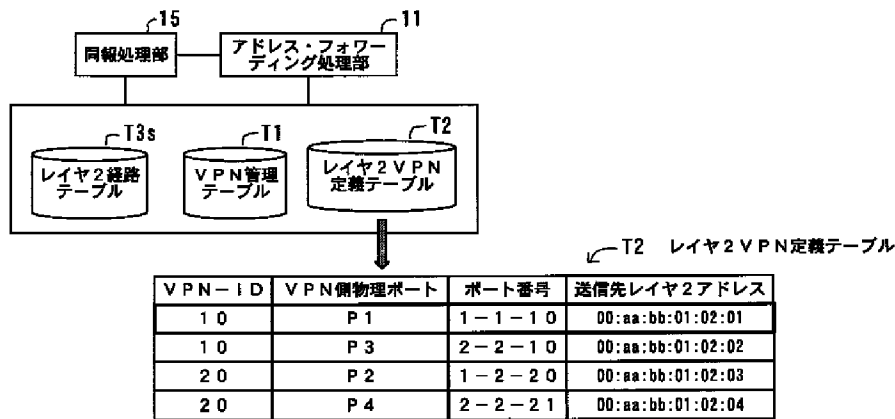 15
11
同報処理部
アドレス・フォワー
ディング処理部
T3s
T1
T2
レイヤ2経路
テーブル
VPN管理
テーブル
レイヤ2VPN
定義テーブル
T2 レイヤ2VPN定義テーブル
VPN-ID VPN側物理ポート ポート番号 送信先レイヤ2アドレス
10 P1 1-1-10 00:aa:bb:01:02:01
10 P3 2-2-10 00:aa:bb:01:02:02
20 P2 1-2-20 00:aa:bb:01:02:03
20 P4 2-2-21 00:aa:bb:01:02:04